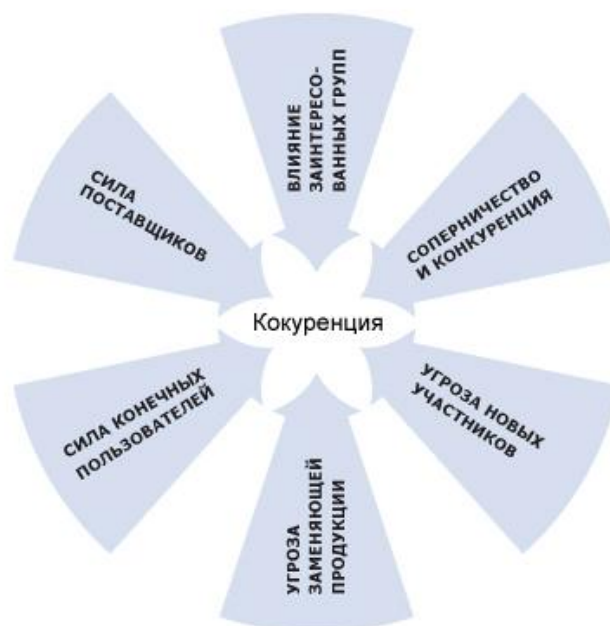 ВЛИЯНИЕ
ЗАИНТЕРЕСО-
ВАННЫХ ГРУПП
СИЛА
ПОСТАВЩИКОВ
СОПЕРНИЧЕСТВО
И КОНКУРЕНЦИЯ
Кокуренция
СИЛА КОНЕЧНЫХ
ПОЛЬЗОВАТЕЛЕЙ
УГРОЗА НОВЫХ
УЧАСТНИКОВ
УГРОЗА
ЗАМЕНЯЮЩЕЙ
ПРОДУКЦИИ